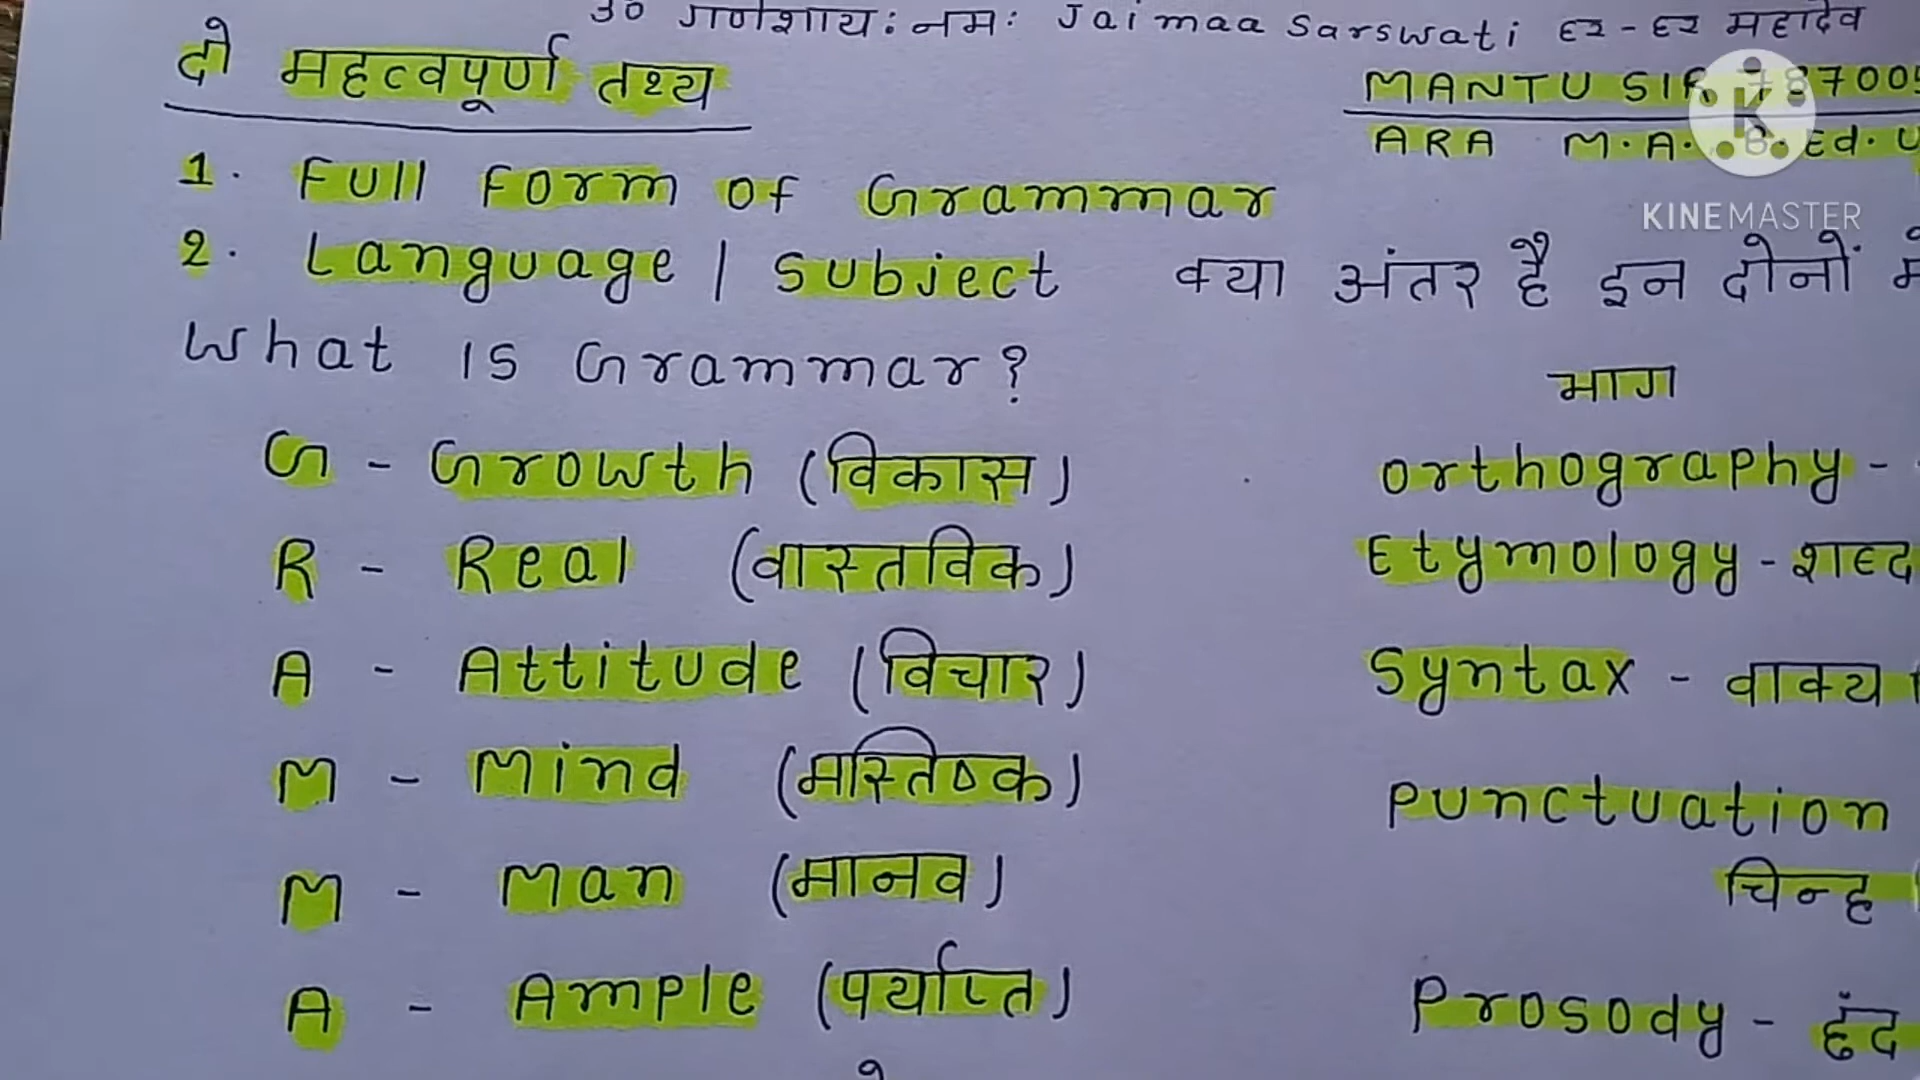 ॐ गणेशायः नमः Jai maa Sarswati हर-हर महादेव
दो महत्वपूर्ण तथ्य
MANTU SIR 787005
ARA M.A. B.Ed. U
KINEMASTER
1. Full Form of Grammar
2. Language / Subject क्या अंतर है इन दोनों में
What is Grammar?
भाग
G - Growth (विकास) Orthography -
R - Real (वास्तविक) Etymology - शब्द
A - Attitude (विचार) Syntax - वाक्य
M - Mind (मस्तिष्क) Punctuation
M - Man (मानव) चिन्ह
A - Ample (पर्याप्त) Prosody - छंद